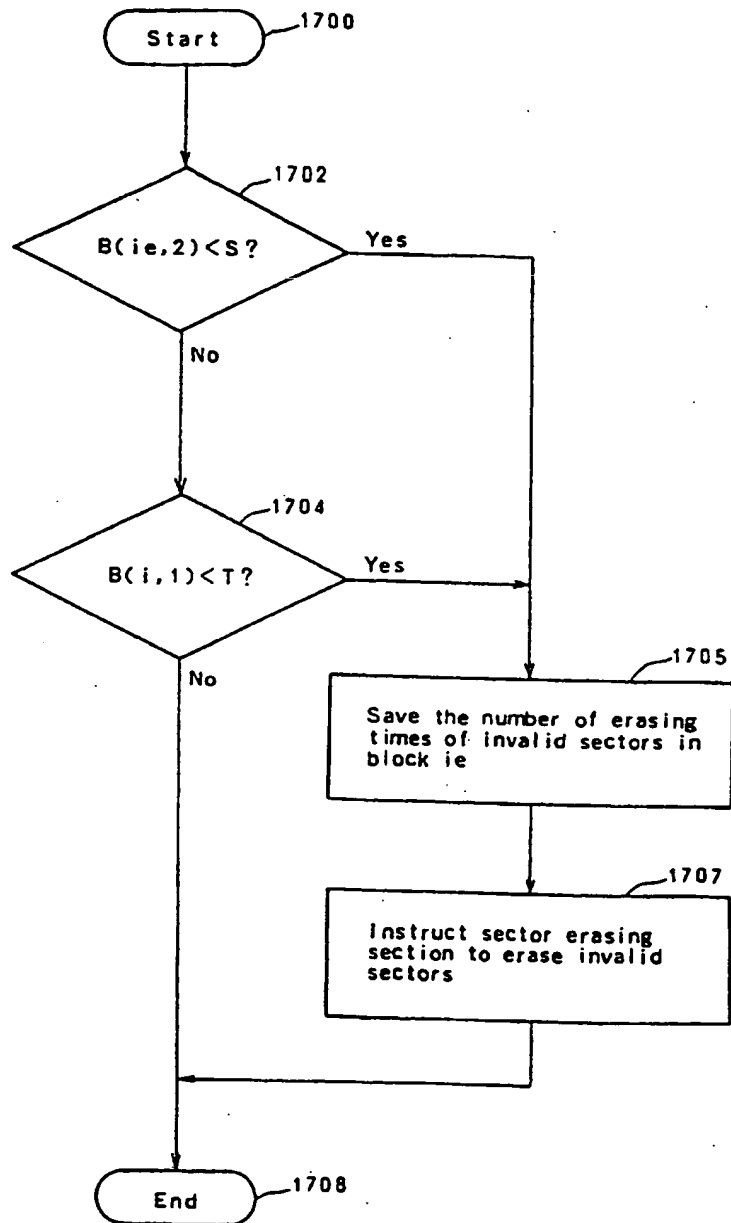 Start
1700
1702
B(ie,2)<S?
Yes
No
1704
B(i,1)<T?
Yes
No
1705
Save the number of erasing
times of invalid sectors in
block ie
1707
Instruct sector erasing
section to erase invalid
sectors
End
1708